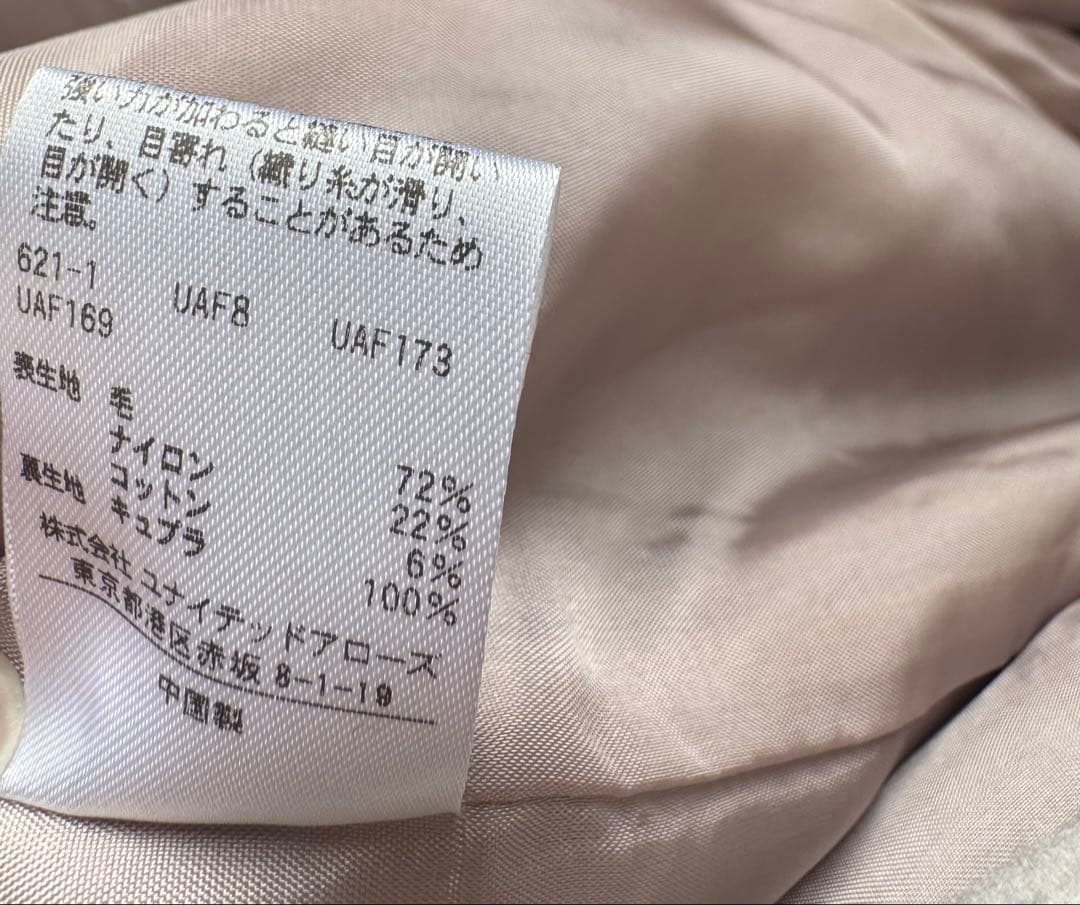 強い力が加わると縫い目が開い
たり、目寄れ（織り糸が滑り、
目が開く）することがあるため
注意。
621-1 UAF8 UAF173
UAF169
表生地 毛 72%
ナイロン 22%
コットン 6%
裏生地 キュプラ 100%
株式会社 ユナイテッドアローズ
東京都港区赤坂 8-1-19
中国製